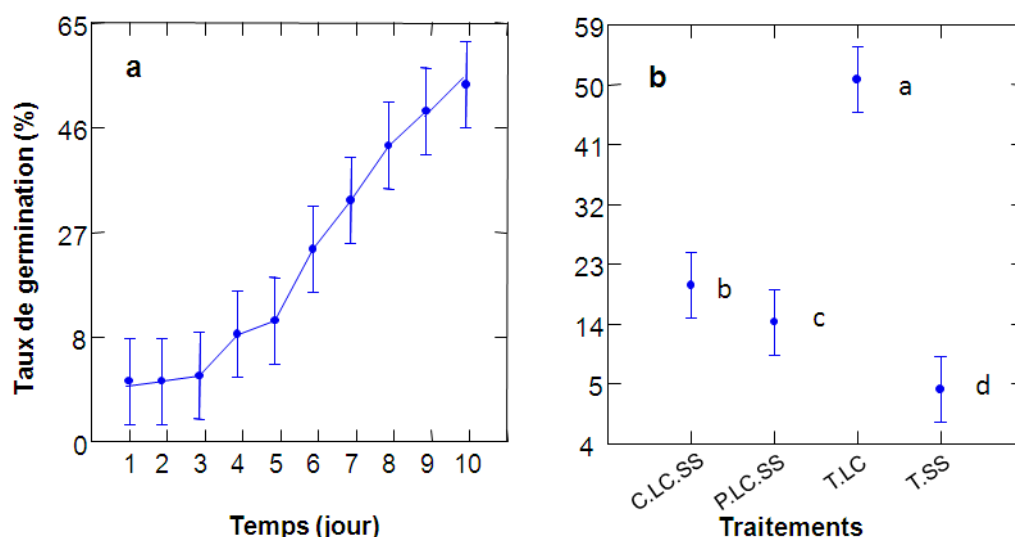 Taux de germination (%)
a
65
46
27
8
0
1 2 3 4 5 6 7 8 9 10
Temps (jour)
b
59
50
41
32
23
14
5
4
a
b
c
d
C.LC.SS P.LC.SS T.LC T.SS
Traitements